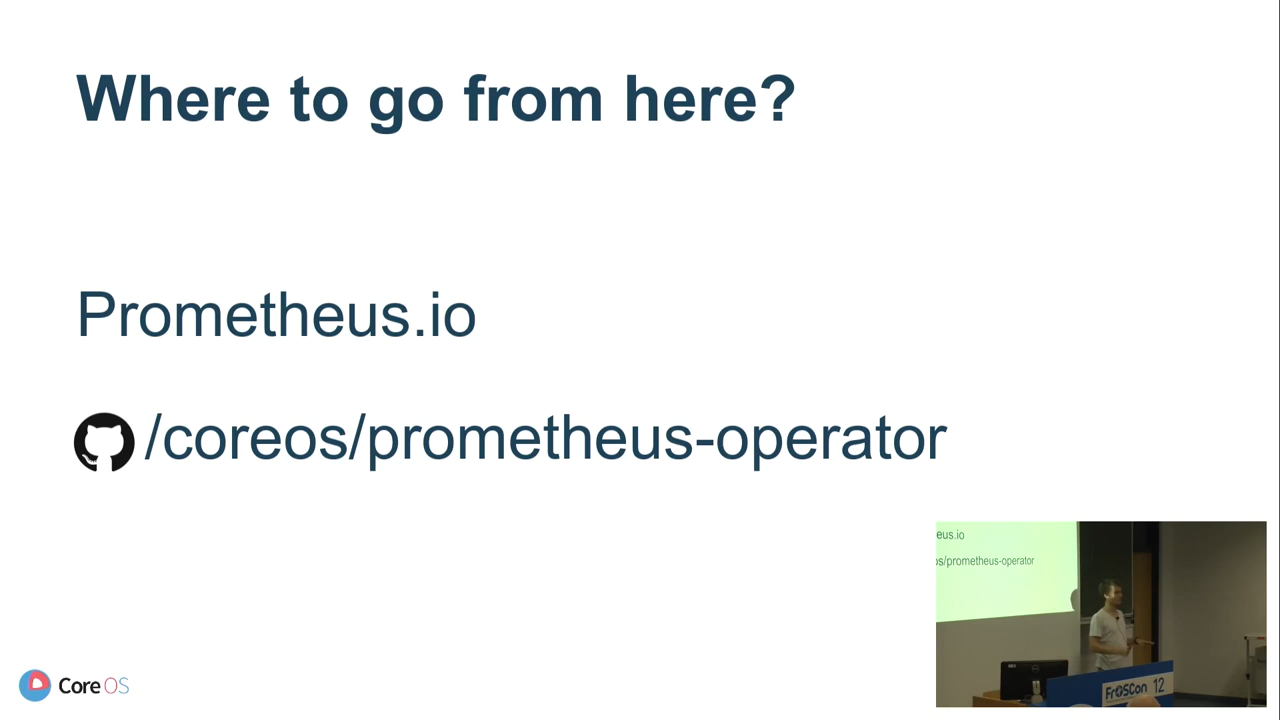 Where to go from here?
Prometheus.io
/coreos/prometheus-operator
eus.io
os/prometheus-operator
FrOSCon 12
Core OS